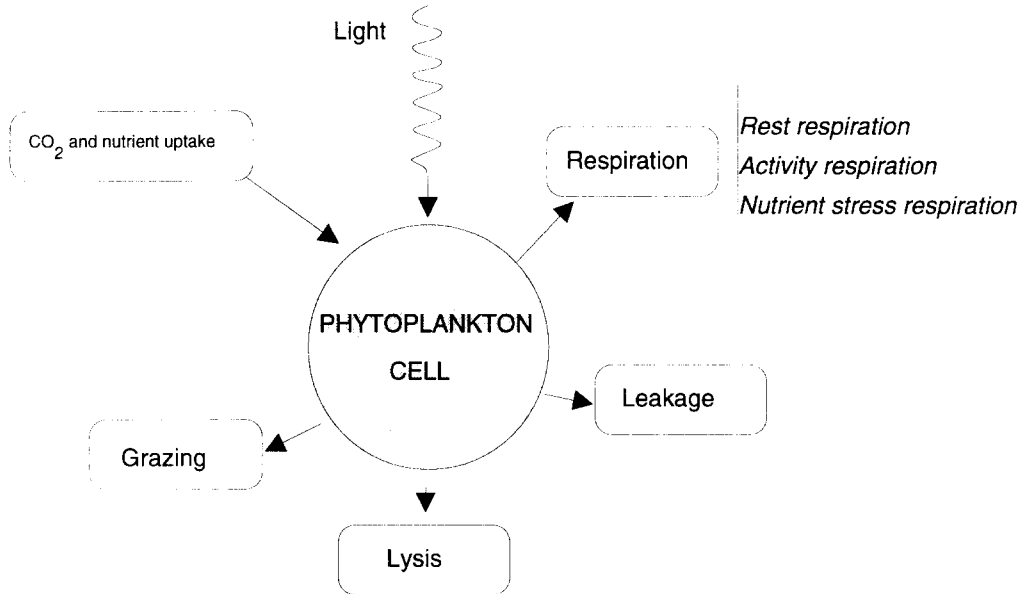 Light
CO₂ and nutrient uptake
Respiration
Rest respiration
Activity respiration
Nutrient stress respiration
PHYTOPLANKTON
CELL
Leakage
Grazing
Lysis